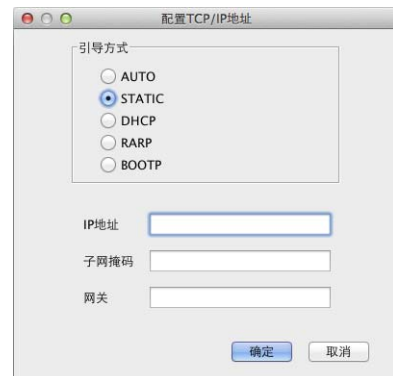 配置TCP/IP地址
引导方式
AUTO
STATIC
DHCP
RARP
BOOTP
IP地址
子网掩码
网关
确定 取消